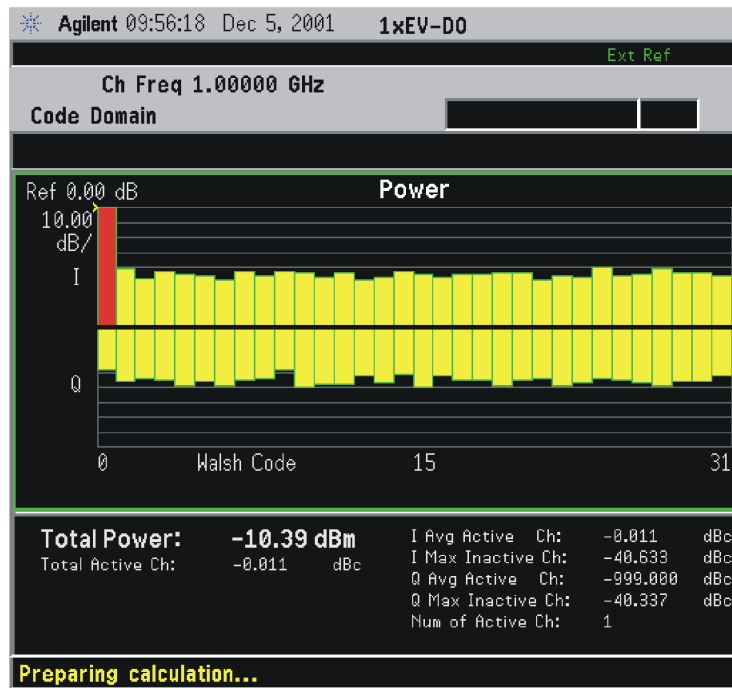 Agilent 09:56:18 Dec 5, 2001 1xEV-DO
Ext Ref
Ch Freq 1.00000 GHz
Code Domain
Ref 0.00 dB Power
10.00
dB/
I
Q
0 Walsh Code 15 31
Total Power: -10.39 dBm
Total Active Ch: -0.011 dBc
I Avg Active Ch: -0.011 dBc
I Max Inactive Ch: -40.633 dBc
Q Avg Active Ch: -999.000 dBc
Q Max Inactive Ch: -40.337 dBc
Num of Active Ch: 1
Preparing calculation...